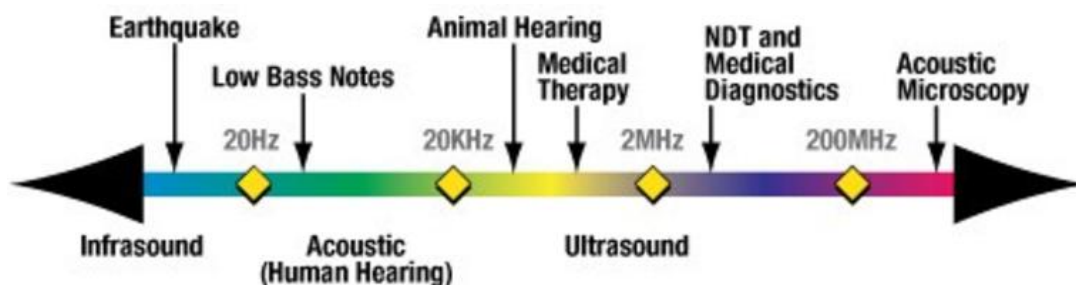 Earthquake
Low Bass Notes
Animal Hearing
Medical
Therapy
NDT and
Medical
Diagnostics
Acoustic
Microscopy
20Hz
20KHz
2MHz
200MHz
Infrasound
Acoustic
(Human Hearing)
Ultrasound